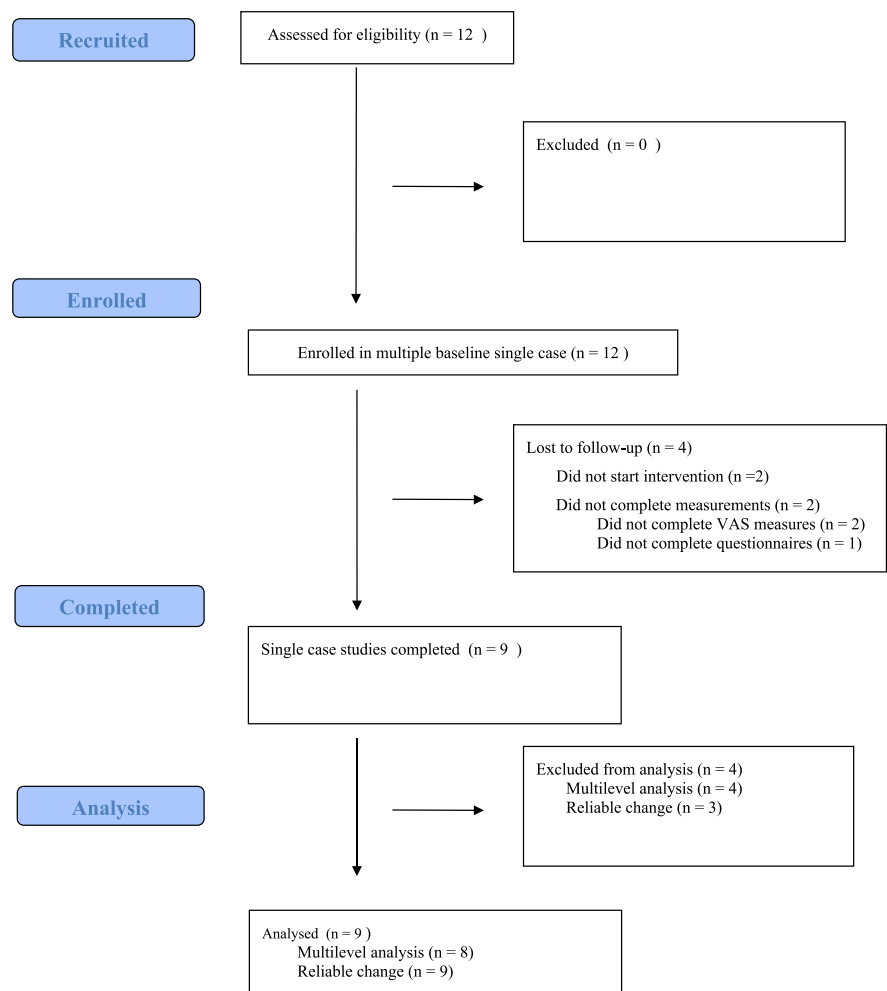 Recruited
Assessed for eligibility (n = 12 )
Excluded (n = 0 )
Enrolled
Enrolled in multiple baseline single case (n = 12 )
Lost to follow-up (n = 4)
Did not start intervention (n =2)
Did not complete measurements (n = 2)
Did not complete VAS measures (n = 2)
Did not complete questionnaires (n = 1)
Completed
Single case studies completed (n = 9 )
Excluded from analysis (n = 4)
Multilevel analysis (n = 4)
Reliable change (n = 3)
Analysis
Analysed (n = 9 )
Multilevel analysis (n = 8)
Reliable change (n = 9)